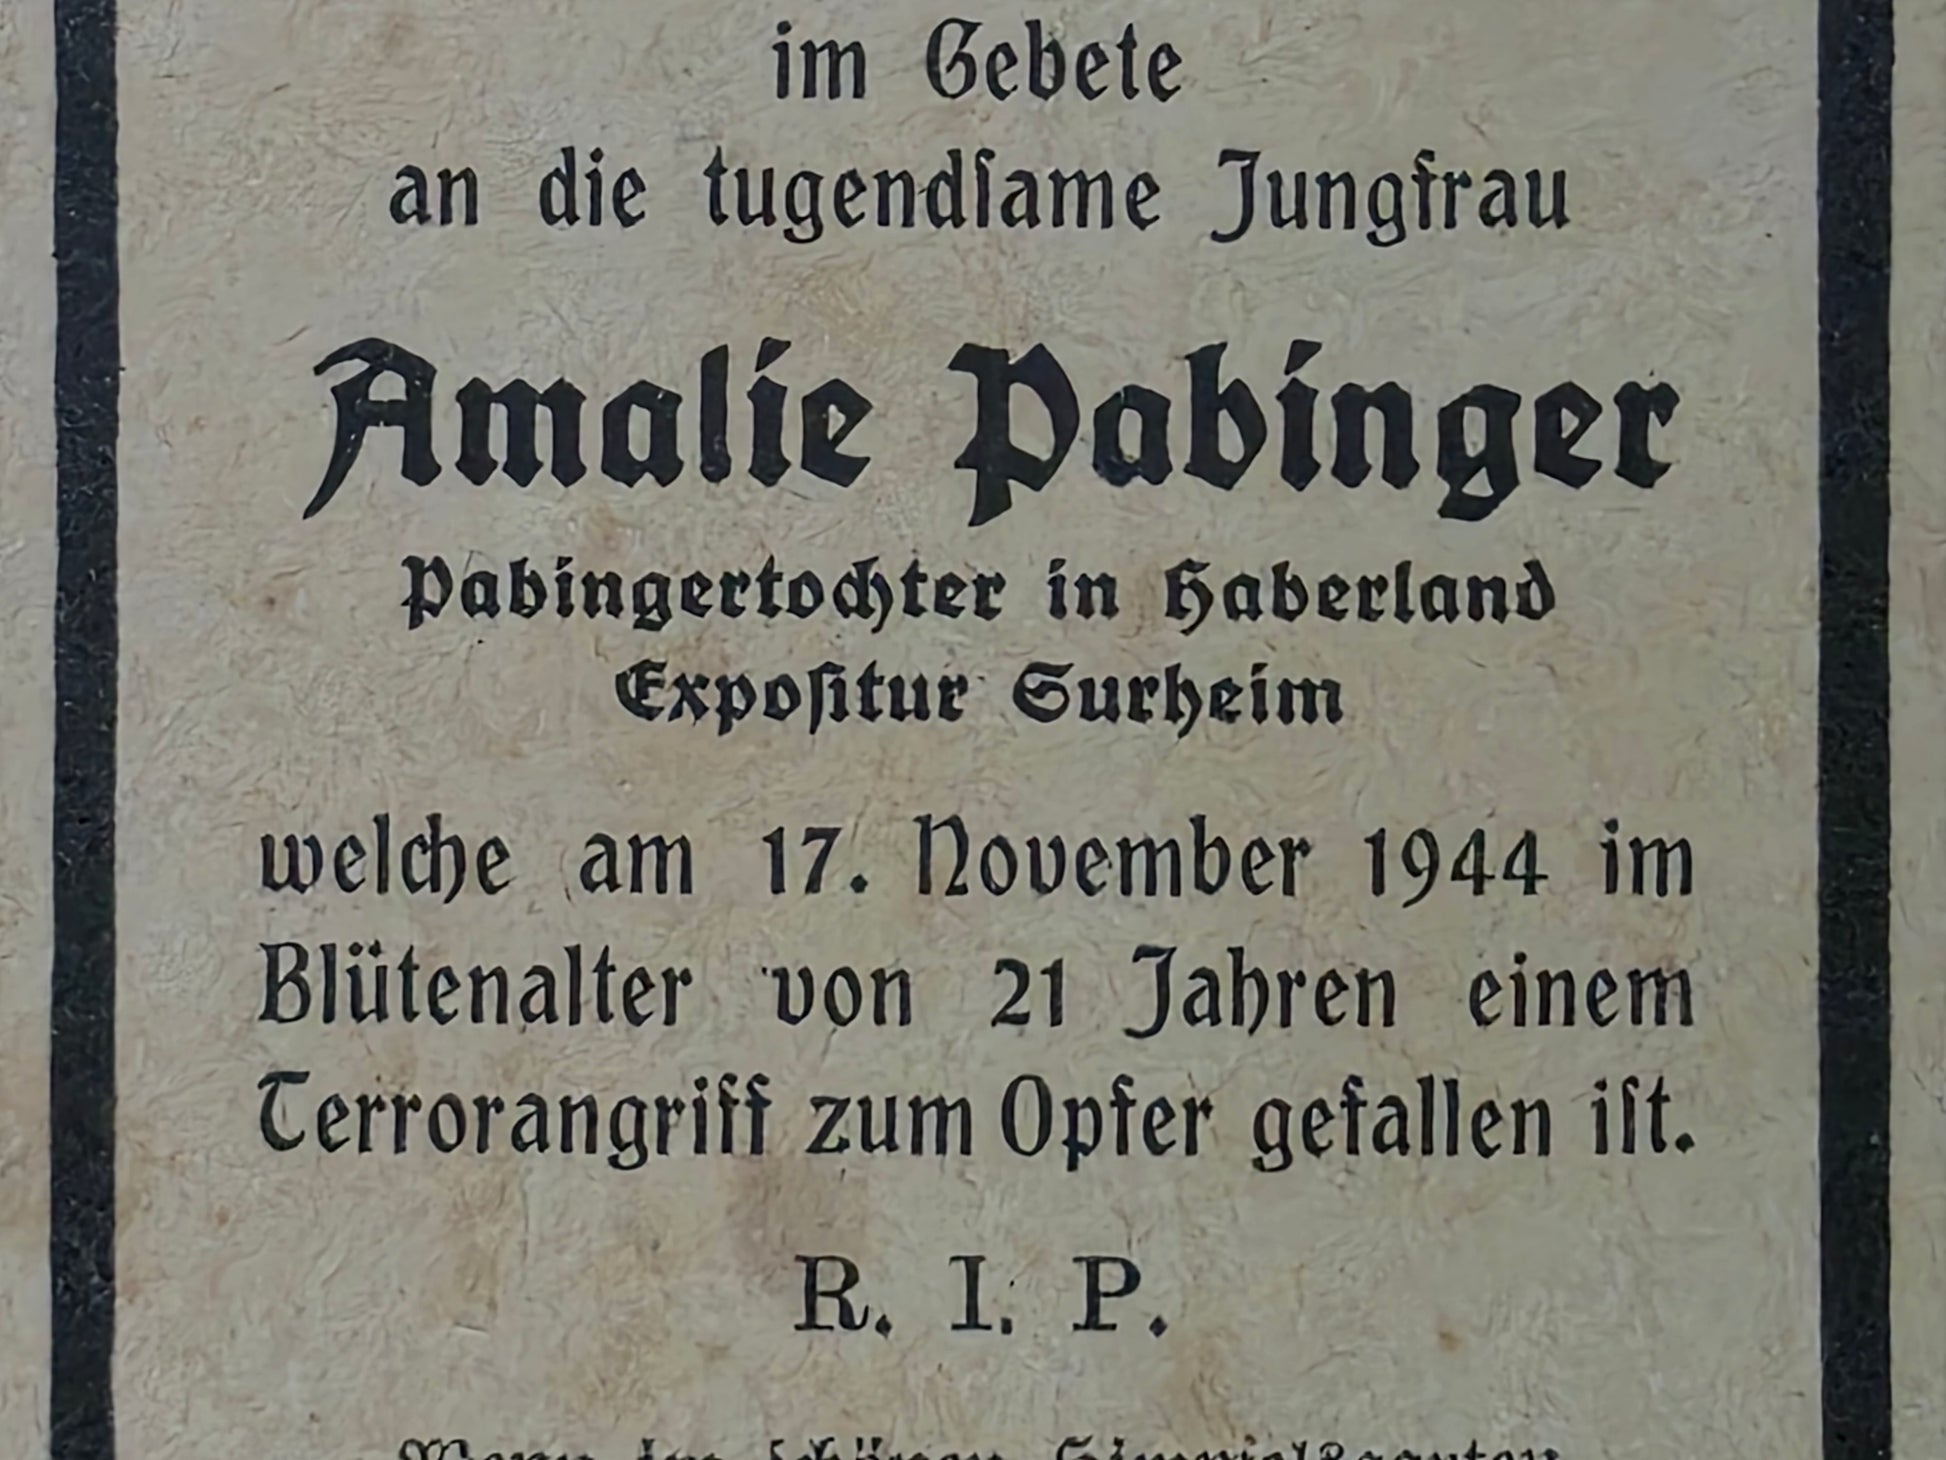 im Gebete
an die tugendſame Jungfrau
Amalie Pabinger
Pabingertochter in Haberland
Expoſitur Surheim
welche am 17. November 1944 im
Blütenalter von 21 Jahren einem
Terrorangriff zum Opfer gefallen iſt.
R. I. P.